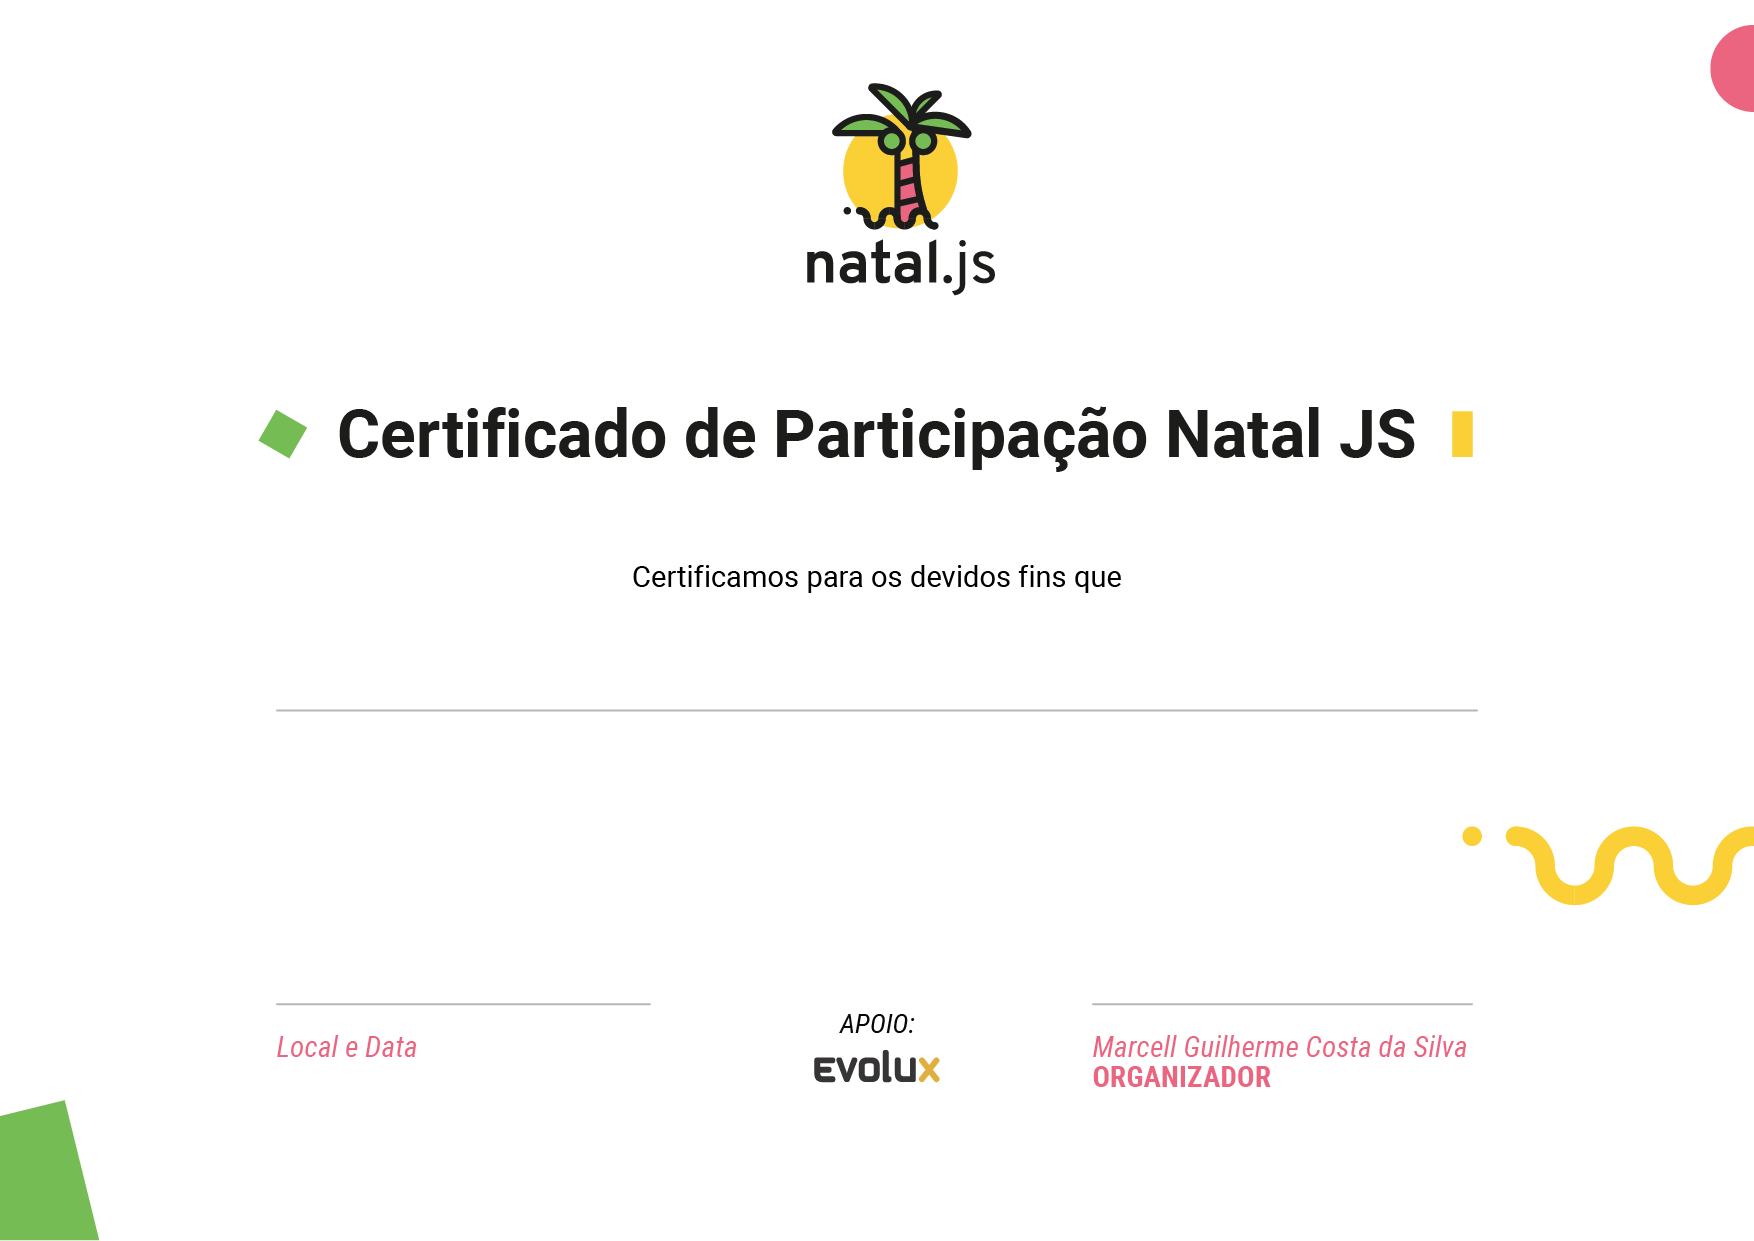 natal.js
Certificado de Participação Natal JS
Certificamos para os devidos fins que
Local e Data
APOIO:
evolux
Marcell Guilherme Costa da Silva
ORGANIZADOR